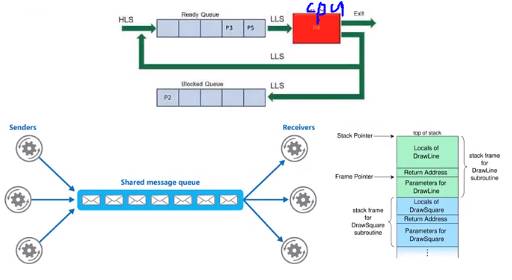 CPU
HLS
Ready Queue
P3 P5
LLS
Exit
LLS
Blocked Queue
P2
LLS
Senders
Receivers
Shared message queue
Stack Pointer
top of stack
Locals of
DrawLine
Return Address
Frame Pointer
Parameters for
DrawLine
stack frame
for
DrawLine
subroutine
Locals of
DrawSquare
Return Address
Parameters for
DrawSquare
stack frame
for
DrawSquare
subroutine